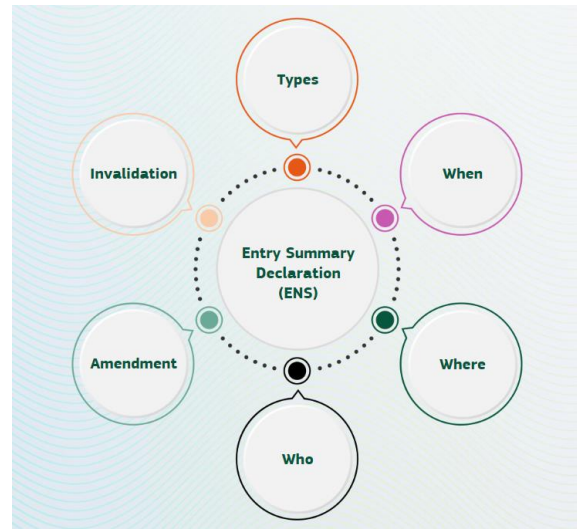 Types
Invalidation
When
Entry Summary
Declaration
(ENS)
Amendment
Where
Who